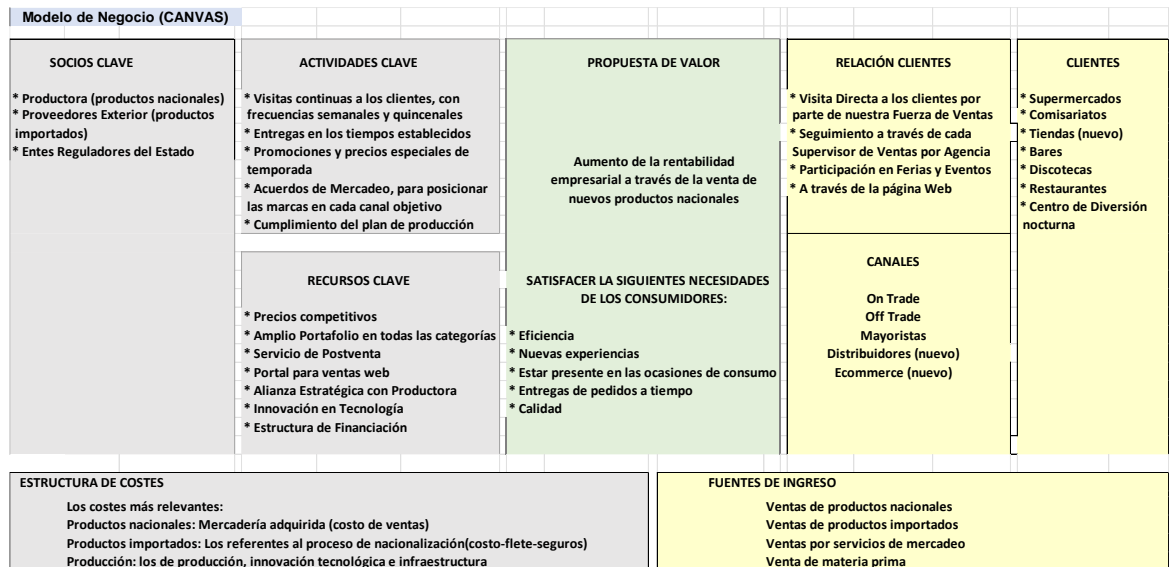 Modelo de Negocio (CANVAS)
SOCIOS CLAVE
* Productora (productos nacionales)
* Proveedores Exterior (productos
importados)
* Entes Reguladores del Estado
ACTIVIDADES CLAVE
* Visitas continuas a los clientes, con
frecuencias semanales y quincenales
* Entregas en los tiempos establecidos
* Promociones y precios especiales de
temporada
* Acuerdos de Mercadeo, para posicionar
las marcas en cada canal objetivo
* Cumplimiento del plan de producción
RECURSOS CLAVE
* Precios competitivos
* Amplio Portafolio en todas las categorías
* Servicio de Postventa
* Portal para ventas web
* Alianza Estratégica con Productora
* Innovación en Tecnología
* Estructura de Financiación
PROPUESTA DE VALOR
Aumento de la rentabilidad
empresarial a través de la venta de
nuevos productos nacionales
SATISFACER LA SIGUIENTES NECESIDADES
DE LOS CONSUMIDORES:
* Eficiencia
* Nuevas experiencias
* Estar presente en las ocasiones de consumo
* Entregas de pedidos a tiempo
* Calidad
RELACIÓN CLIENTES
* Visita Directa a los clientes por
parte de nuestra Fuerza de Ventas
* Seguimiento a través de cada
Supervisor de Ventas por Agencia
* Participación en Ferias y Eventos
* A través de la página Web
CANALES
On Trade
Off Trade
Mayoristas
Distribuidores (nuevo)
Ecommerce (nuevo)
CLIENTES
* Supermercados
* Comisariatos
* Tiendas (nuevo)
* Bares
* Discotecas
* Restaurantes
* Centro de Diversión
nocturna
ESTRUCTURA DE COSTES
Los costes más relevantes:
Productos nacionales: Mercadería adquirida (costo de ventas)
Productos importados: Los referentes al proceso de nacionalización(costo-flete-seguros)
Producción: los de producción, innovación tecnológica e infraestructura
FUENTES DE INGRESO
Ventas de productos nacionales
Ventas de productos importados
Ventas por servicios de mercadeo
Venta de materia prima